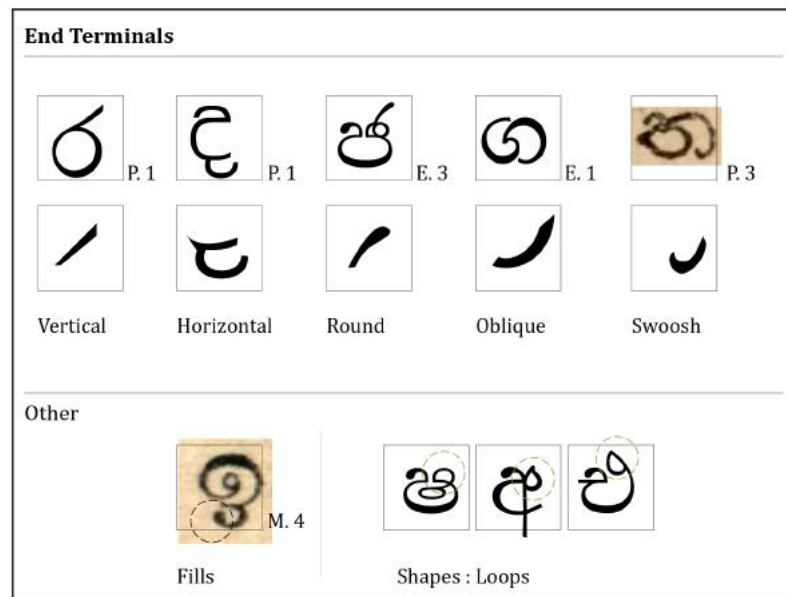 End Terminals
ර P. 1 ද P. 1 E. 3 E. 1 P. 3
Vertical Horizontal Round Oblique Swoosh
Other
M. 4
Fills Shapes : Loops